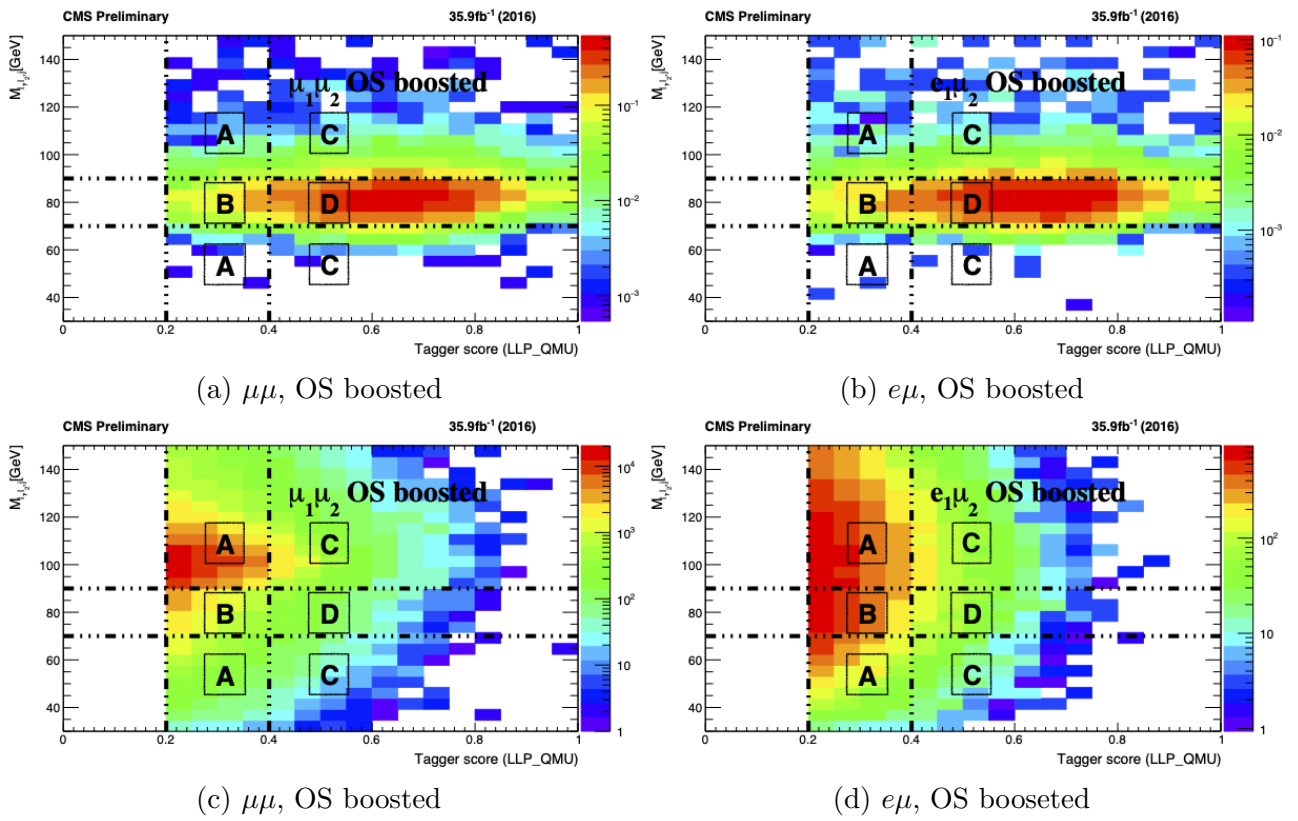 CMS Preliminary 35.9fb⁻¹ (2016)
M_{l₁l₂j}[GeV]
140
120
100
80
60
40
μ₁μ₂ OS boosted
A C
B D
A C
10⁻¹
10⁻²
10⁻³
0 0.2 0.4 0.6 0.8 1
Tagger score (LLP_QMU)
(a) μμ, OS boosted
CMS Preliminary 35.9fb⁻¹ (2016)
M_{l₁l₂j}[GeV]
140
120
100
80
60
40
e₁μ₂ OS boosted
A C
B D
A C
10⁻¹
10⁻²
10⁻³
0 0.2 0.4 0.6 0.8 1
Tagger score (LLP_QMU)
(b) eμ, OS boosted
CMS Preliminary 35.9fb⁻¹ (2016)
M_{l₁l₂j}[GeV]
140
120
100
80
60
40
μ₁μ₂ OS boosted
A C
B D
A C
10⁴
10³
10²
10
1
0 0.2 0.4 0.6 0.8 1
Tagger score (LLP_QMU)
(c) μμ, OS boosted
CMS Preliminary 35.9fb⁻¹ (2016)
M_{l₁l₂j}[GeV]
140
120
100
80
60
40
e₁μ₂ OS boosted
A C
B D
A C
10²
10
1
0 0.2 0.4 0.6 0.8 1
Tagger score (LLP_QMU)
(d) eμ, OS booseted